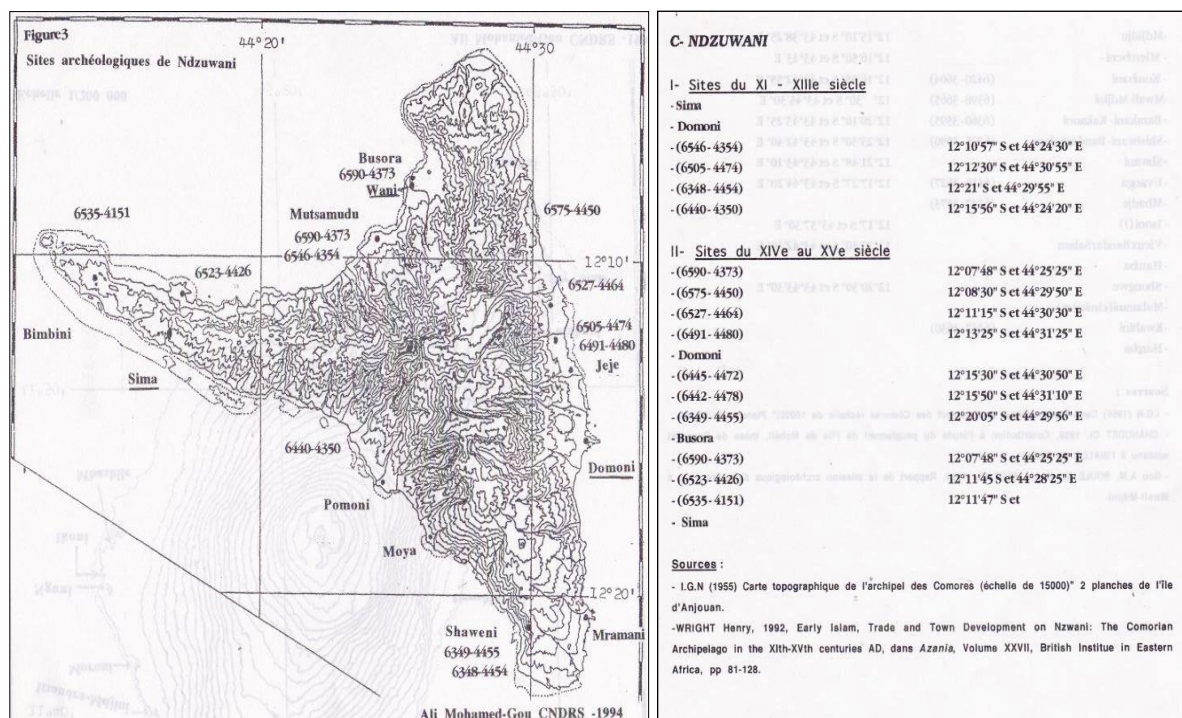 Figure3
44°20'
44°30
Sites archéologiques de Ndzuwani
Busora
6590-4373
Wani
6535-4151
6575-4450
Mutsamudu
6590-4373
6546-4354
12°10'
6523-4426
6527-4464
Bimbini
6505-4474
6491-4480
Jeje
Sima
6440-4350
Domoni
Pomoni
Moya
12°20'
Shaweni
Mramani
6349-4455
6348-4454
Ali Mohamed-Gou CNDRS -1994
C- NDZUWANI
I- Sites du XI - XIIIe siècle
- Sima
- Domoni
- (6546-4354) 12°10'57" S et 44°24'30" E
- (6505-4474) 12°12'30" S et 44°30'55" E
- (6348-4454) 12°21' S et 44°29'55" E
- (6440-4350) 12°15'56" S et 44°24'20" E
II- Sites du XIVe au XVe siècle
- (6590-4373) 12°07'48" S et 44°25'25" E
- (6575-4450) 12°08'30" S et 44°29'50" E
- (6527-4464) 12°11'15" S et 44°30'30" E
- (6491-4480) 12°13'25" S et 44°31'25" E
- Domoni
- (6445-4472) 12°15'30" S et 44°30'50" E
- (6442-4478) 12°15'50" S et 44°31'10" E
- (6349-4455) 12°20'05" S et 44°29'56" E
- Busora
- (6590-4373) 12°07'48" S et 44°25'25" E
- (6523-4426) 12°11'45 S et 44°28'25" E
- (6535-4151) 12°11'47" S et
- Sima
Sources :
- I.G.N (1955) Carte topographique de l'archipel des Comores (échelle de 15000)" 2 planches de l'île
d'Anjouan.
-WRIGHT Henry, 1992, Early Islam, Trade and Town Development on Nzwani: The Comorian
Archipelago in the XIth-XVth centuries AD, dans Azania, Volume XXVII, British Institue in Eastern
Africa, pp 81-128.